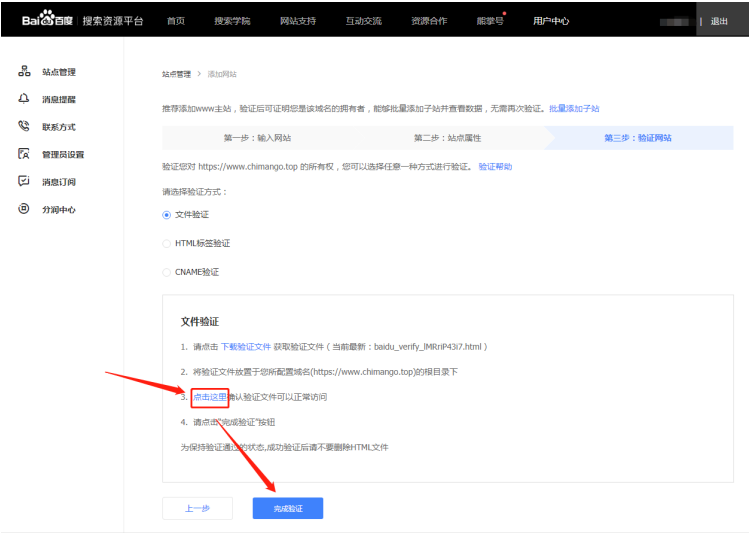 Bai百度 搜索资源平台 首页 搜索学院 网站支持 互动交流 资源合作 熊掌号 用户中心 | 退出
站点管理
消息提醒
联系方式
管理员设置
消息订阅
分润中心
站点管理 > 添加网站
推荐添加www主站，验证后可证明您是该域名的拥有者，能够批量添加子站并查看数据，无需再次验证。批量添加子站
第一步：输入网站 第二步：站点属性 第三步：验证网站
验证您对 https://www.chimango.top 的所有权，您可以选择任意一种方式进行验证。 验证帮助
请选择验证方式：
文件验证
HTML标签验证
CNAME验证
文件验证
1. 请点击 下载验证文件 获取验证文件（当前最新：baidu_verify_lMRriP43i7.html）
2. 将验证文件放置于您所配置域名(https://www.chimango.top)的根目录下
3. 点击这里确认验证文件可以正常访问
4. 请点击"完成验证"按钮
为保持验证通过的状态,成功验证后请不要删除HTML文件
上一步 完成验证